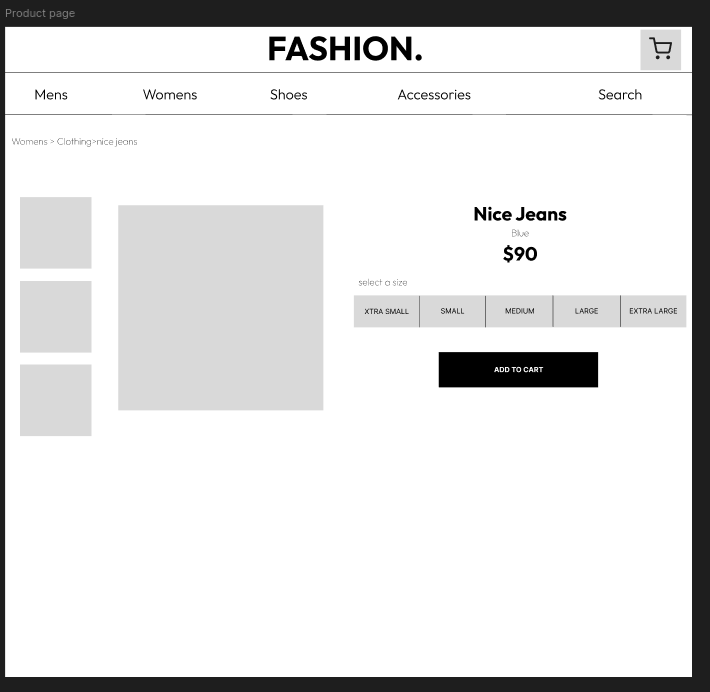 Product page
FASHION.
Mens Womens Shoes Accessories Search
Womens > Clothing>nice jeans
Nice Jeans
Blue
$90
select a size
XTRA SMALL SMALL MEDIUM LARGE EXTRA LARGE
ADD TO CART